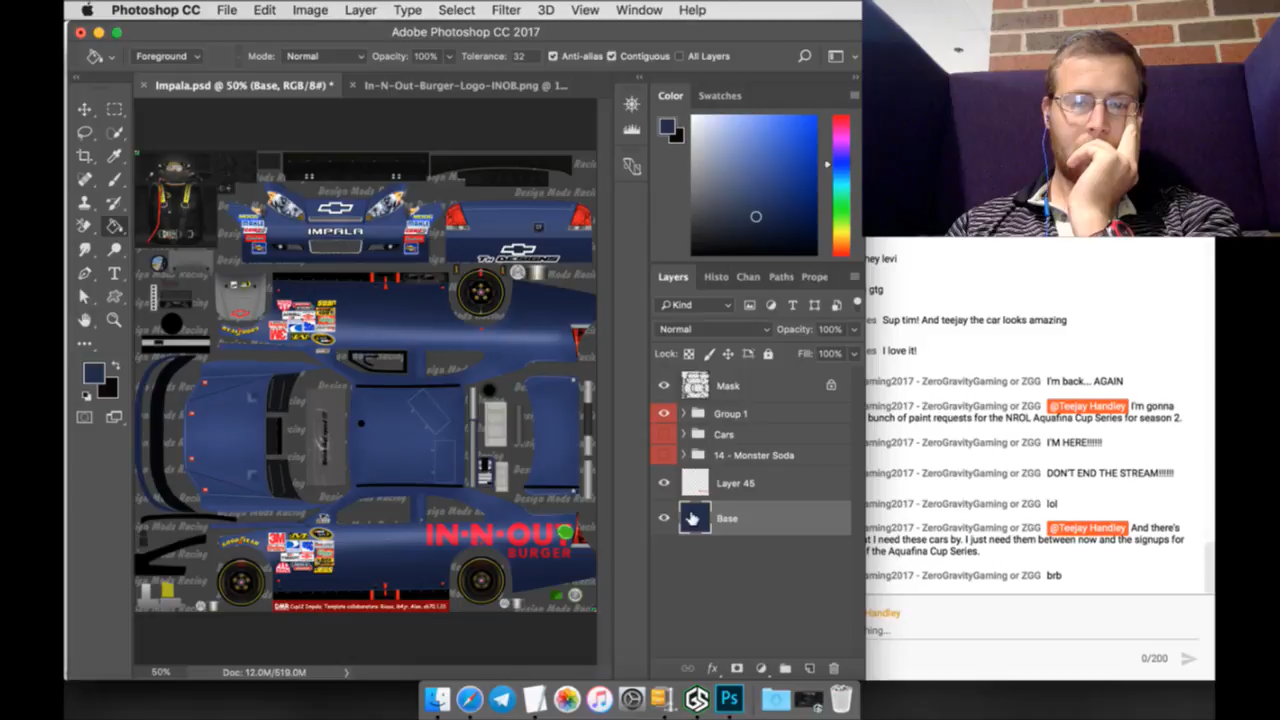 Photoshop CC File Edit Image Layer Type Select Filter 3D View Window Help
Adobe Photoshop CC 2017
Foreground Mode: Normal Opacity: 100% Tolerance: 32 Anti-alias Contiguous All Layers
Impala.psd @ 50% (Base, RGB/8#) * In-N-Out-Burger-Logo-INOB.png @ 1...
Color Swatches
Design Mods Racing
IMPALA
DESIGNS
Layers Histo Chan Paths Prope
Kind
Normal Opacity: 100%
Lock: Fill: 100%
Mask
Group 1
Cars
14 - Monster Soda
Layer 45
Base
IN-N-OUT
BURGER
GOODYEAR
50% Doc: 12.0M/519.0M
hey levi
gtg
Sup tim! And teejay the car looks amazing
I love it!
aming2017 - ZeroGravityGaming or ZGG I'm back... AGAIN
aming2017 - ZeroGravityGaming or ZGG @Teejay Handley I'm gonna
bunch of paint requests for the NROL Aquafina Cup Series for season 2.
aming2017 - ZeroGravityGaming or ZGG I'M HERE!!!!!!
aming2017 - ZeroGravityGaming or ZGG DON'T END THE STREAM!!!!!!!
aming2017 - ZeroGravityGaming or ZGG lol
aming2017 - ZeroGravityGaming or ZGG @Teejay Handley And there's
t I need these cars by. I just need them between now and the signups for
f the Aquafina Cup Series.
aming2017 - ZeroGravityGaming or ZGG brb
Handley
hing...
0/200
Ps